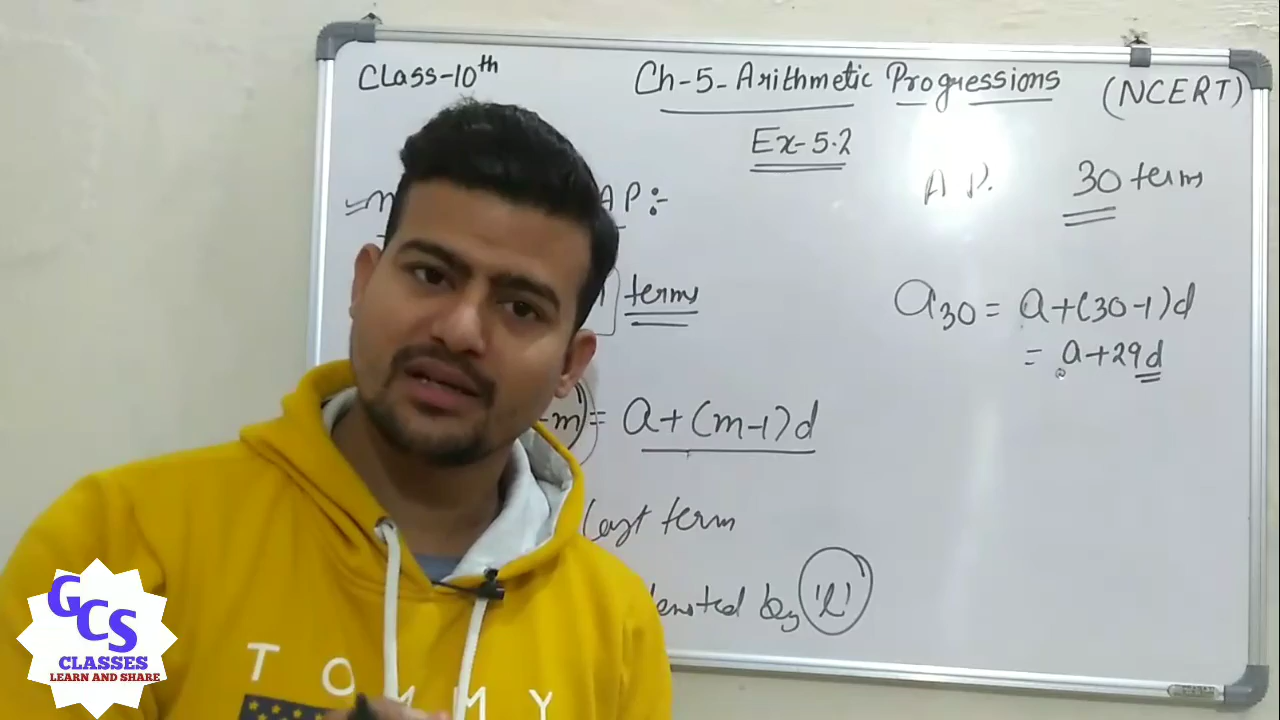 Class-10th
Ch-5-Arithmetic Progressions (NCERT)
Ex-5.2
AP:-
terms
-m) = a+(m-1)d
Last term
denoted by 'l'
A.P. 30 term
a30 = a+(30-1)d
= a+29d
GCS
CLASSES
LEARN AND SHARE
TOMMY